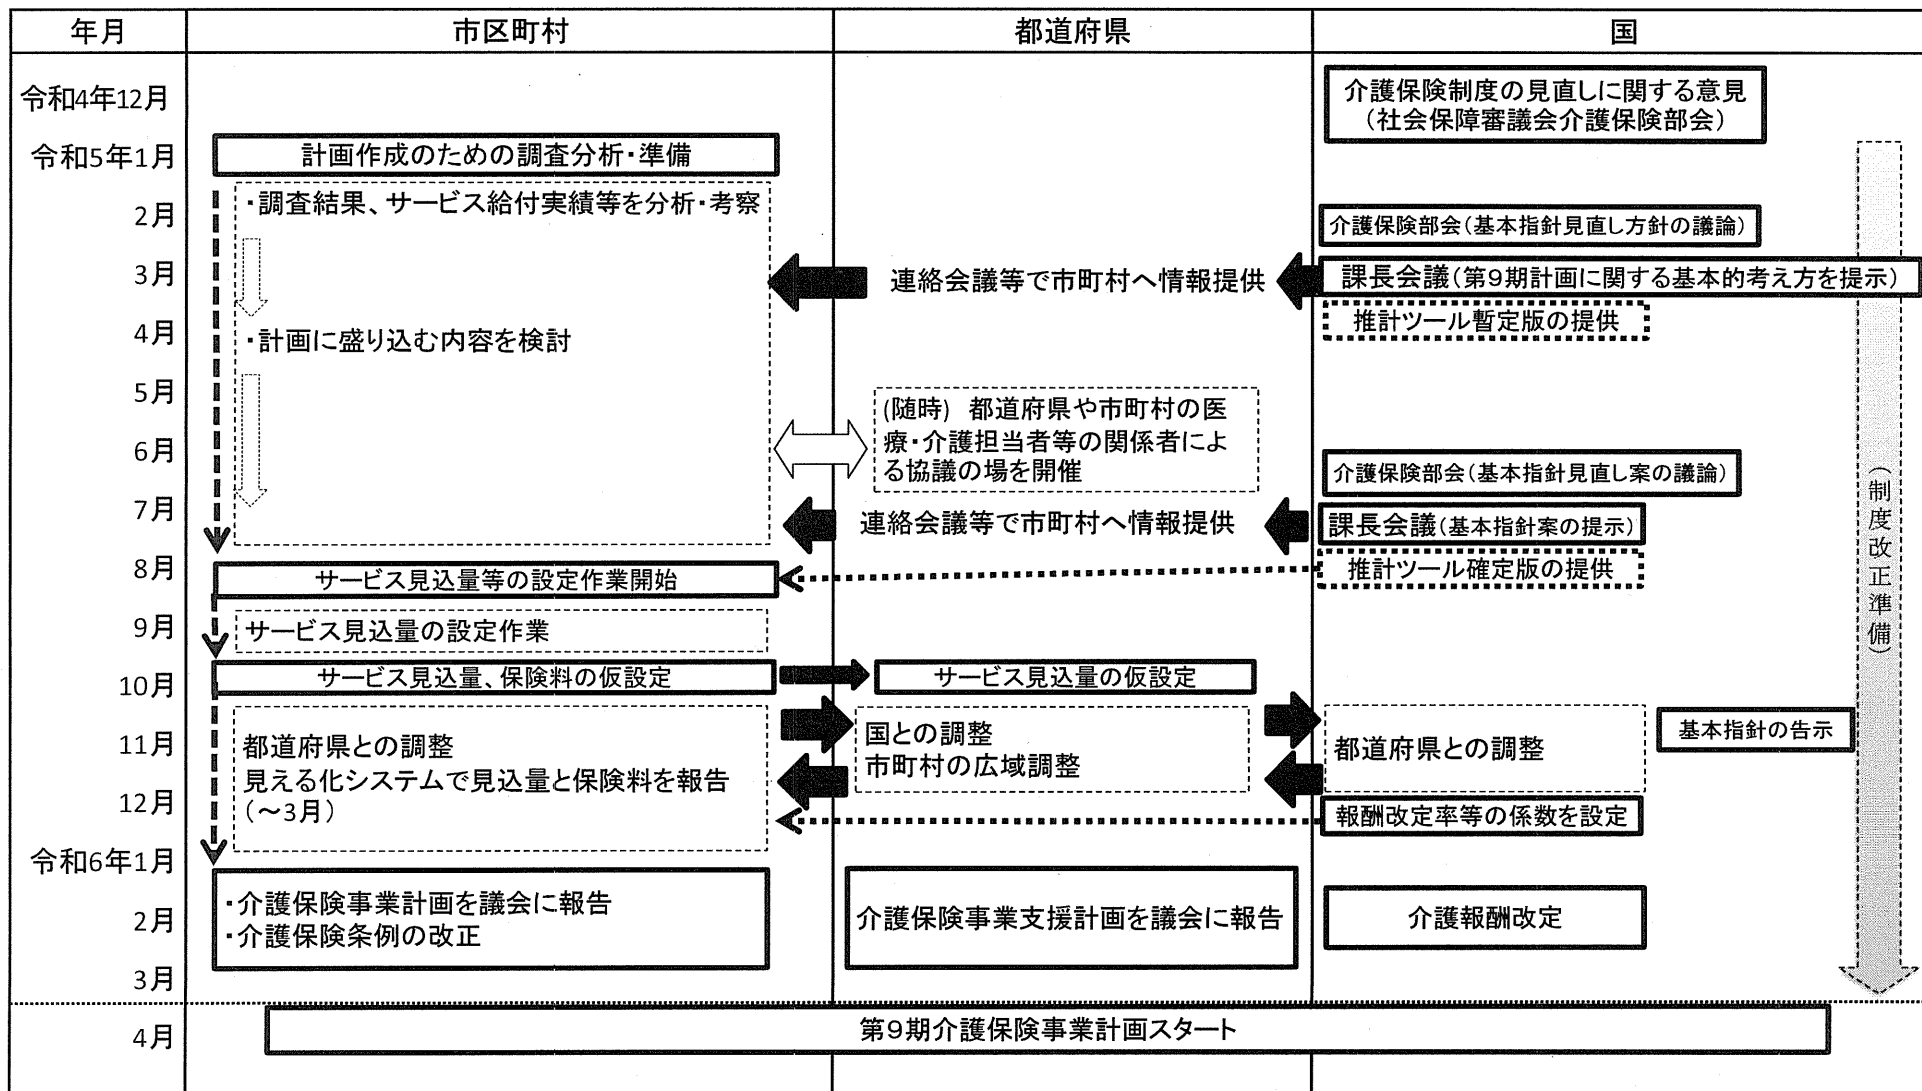 年月
市区町村
都道府県
国
令和4年12月
介護保険制度の見直しに関する意見
（社会保障審議会介護保険部会）
令和5年1月
計画作成のための調査分析・準備
2月
・調査結果、サービス給付実績等を分析・考察
介護保険部会（基本指針見直し方針の議論）
3月
連絡会議等で市町村へ情報提供
課長会議（第9期計画に関する基本的考え方を提示）
4月
・計画に盛り込む内容を検討
推計ツール暫定版の提供
5月
(随時) 都道府県や市町村の医
療・介護担当者等の関係者によ
る協議の場を開催
6月
介護保険部会（基本指針見直し案の議論）
7月
連絡会議等で市町村へ情報提供
課長会議（基本指針案の提示）
（制度改正準備）
8月
サービス見込量等の設定作業開始
推計ツール確定版の提供
9月
サービス見込量の設定作業
10月
サービス見込量、保険料の仮設定
サービス見込量の仮設定
11月
都道府県との調整
見える化システムで見込量と保険料を報告
（～3月）
国との調整
市町村の広域調整
都道府県との調整
基本指針の告示
12月
報酬改定率等の係数を設定
令和6年1月
・介護保険事業計画を議会に報告
・介護保険条例の改正
2月
介護保険事業支援計画を議会に報告
介護報酬改定
3月
4月
第9期介護保険事業計画スタート